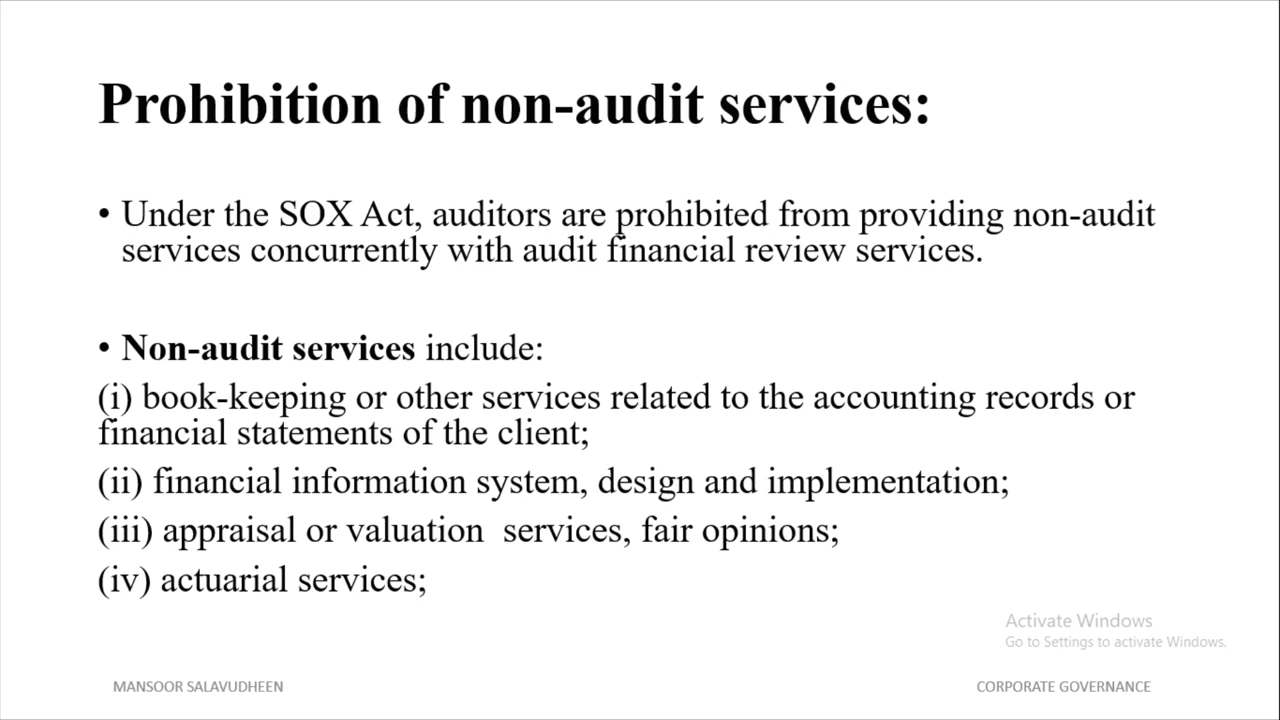 Prohibition of non-audit services:
• Under the SOX Act, auditors are prohibited from providing non-audit
services concurrently with audit financial review services.
• Non-audit services include:
(i) book-keeping or other services related to the accounting records or
financial statements of the client;
(ii) financial information system, design and implementation;
(iii) appraisal or valuation  services, fair opinions;
(iv) actuarial services;
Activate Windows
Go to Settings to activate Windows.
MANSOOR SALAVUDHEEN
CORPORATE GOVERNANCE